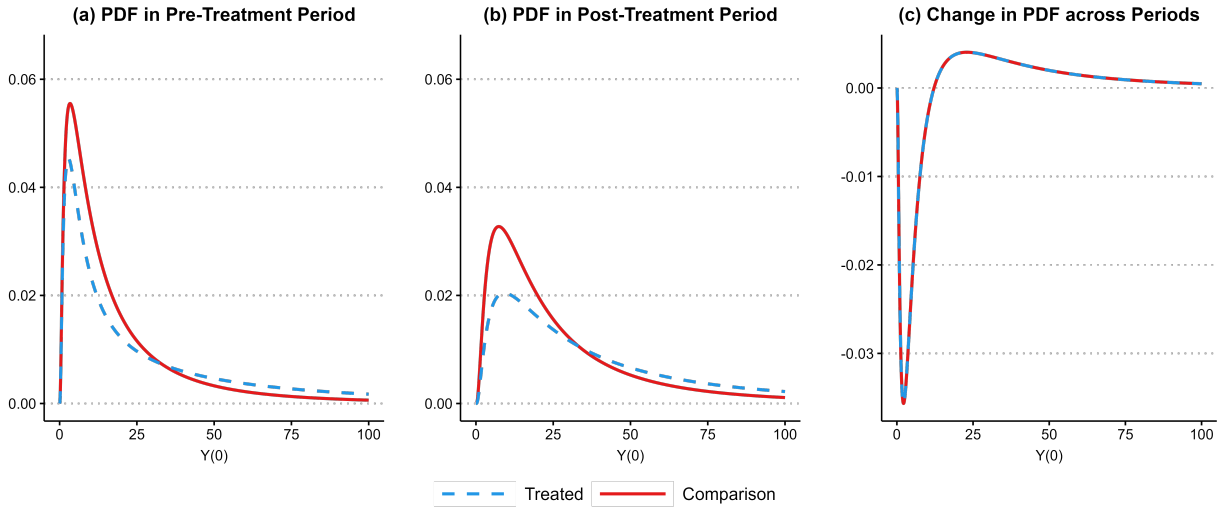 (a) PDF in Pre-Treatment Period
0.06
0.04
0.02
0.00
0 25 50 75 100
Y(0)
(b) PDF in Post-Treatment Period
0.06
0.04
0.02
0.00
0 25 50 75 100
Y(0)
(c) Change in PDF across Periods
0.00
-0.01
-0.02
-0.03
0 25 50 75 100
Y(0)
Treated Comparison